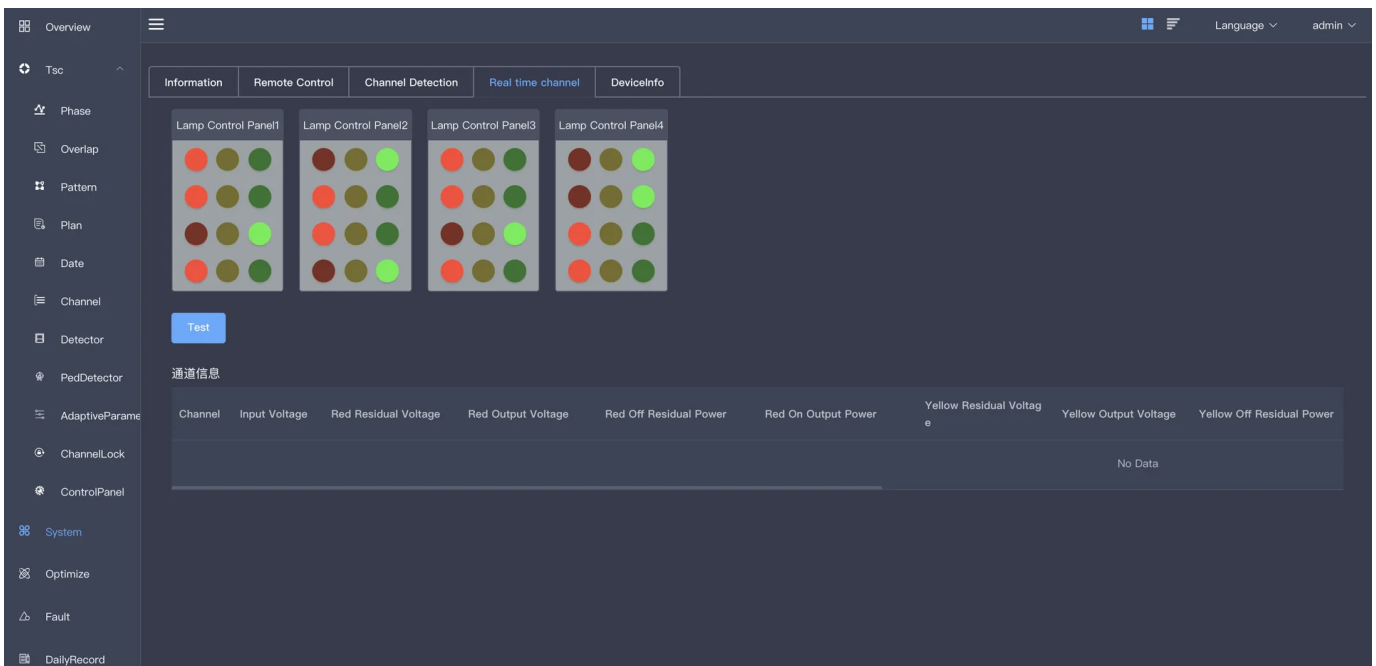 Overview
Language
admin
Tsc
Information
Remote Control
Channel Detection
Real time channel
DeviceInfo
Phase
Overlap
Pattern
Plan
Date
Channel
Detector
PedDetector
AdaptiveParame
ChannelLock
ControlPanel
System
Optimize
Fault
DailyRecord
Lamp Control Panel1
Lamp Control Panel2
Lamp Control Panel3
Lamp Control Panel4
Test
通道信息
Channel
Input Voltage
Red Residual Voltage
Red Output Voltage
Red Off Residual Power
Red On Output Power
Yellow Residual Voltag
e
Yellow Output Voltage
Yellow Off Residual Power
No Data